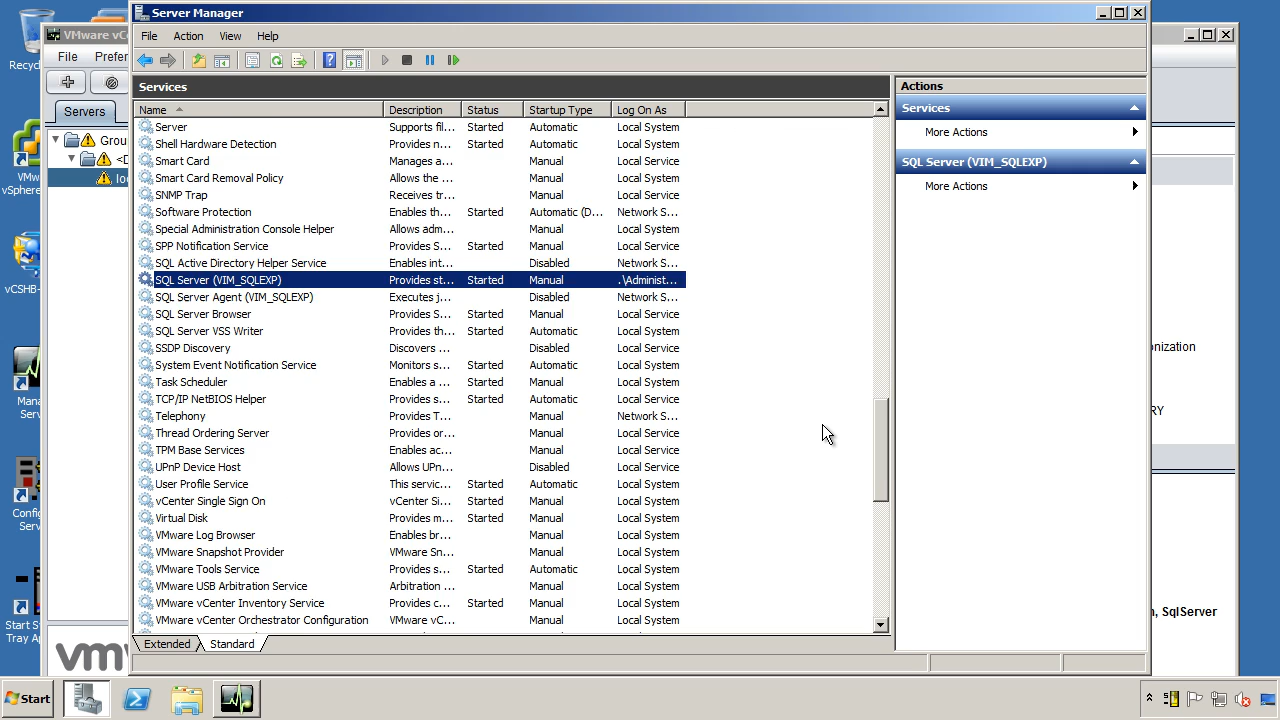 Server Manager
File Action View Help
Services
Name Description Status Startup Type Log On As
Server Supports fil... Started Automatic Local System
Shell Hardware Detection Provides n... Started Automatic Local System
Smart Card Manages a... Manual Local Service
Smart Card Removal Policy Allows the ... Manual Local System
SNMP Trap Receives tr... Manual Local Service
Software Protection Enables th... Started Automatic (D... Network S...
Special Administration Console Helper Allows adm... Manual Local System
SPP Notification Service Provides S... Started Manual Local Service
SQL Active Directory Helper Service Enables int... Disabled Network S...
SQL Server (VIM_SQLEXP) Provides st... Started Manual .\Administ...
SQL Server Agent (VIM_SQLEXP) Executes j... Disabled Network S...
SQL Server Browser Provides S... Started Manual Local Service
SQL Server VSS Writer Provides th... Started Automatic Local System
SSDP Discovery Discovers ... Disabled Local Service
System Event Notification Service Monitors s... Started Automatic Local System
Task Scheduler Enables a ... Started Manual Local System
TCP/IP NetBIOS Helper Provides s... Started Automatic Local Service
Telephony Provides T... Manual Network S...
Thread Ordering Server Provides or... Manual Local Service
TPM Base Services Enables ac... Manual Local Service
UPnP Device Host Allows UPn... Disabled Local Service
User Profile Service This servic... Started Automatic Local System
vCenter Single Sign On vCenter Si... Started Manual Local System
Virtual Disk Provides m... Started Manual Local System
VMware Log Browser Enables br... Manual Local System
VMware Snapshot Provider VMware Sn... Manual Local System
VMware Tools Service Provides s... Started Automatic Local System
VMware USB Arbitration Service Arbitration ... Manual Local System
VMware vCenter Inventory Service Provides c... Started Manual Local System
VMware vCenter Orchestrator Configuration VMware vC... Manual Local System
Extended Standard
Actions
Services
More Actions
SQL Server (VIM_SQLEXP)
More Actions
VMware vC
File Prefer
Servers
Grou
<D
lo
Recyc
VMw
vSphere
vCSHB-
Mana
Serv
Config
Serv
Start S
Tray Ap
vm
nization
RY
, SqlServer
Start